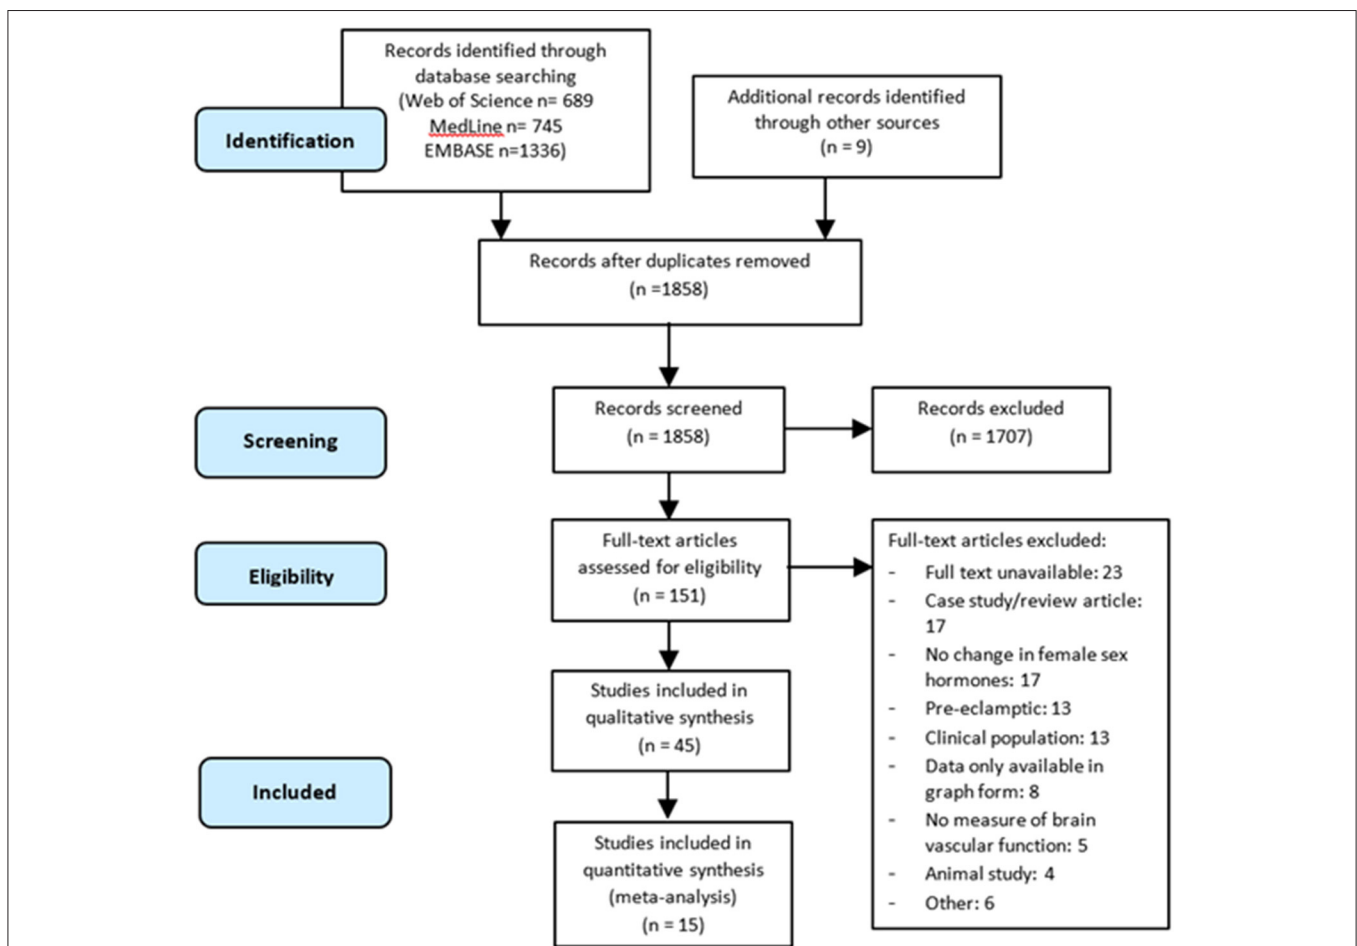 Records identified through
database searching
(Web of Science n= 689
MedLine n= 745
EMBASE n=1336)
Additional records identified
through other sources
(n = 9)
Identification
Records after duplicates removed
(n =1858)
Screening
Records screened
(n = 1858)
Records excluded
(n = 1707)
Eligibility
Full-text articles
assessed for eligibility
(n = 151)
Full-text articles excluded:
- Full text unavailable: 23
- Case study/review article:
17
- No change in female sex
hormones: 17
- Pre-eclamptic: 13
- Clinical population: 13
- Data only available in
graph form: 8
- No measure of brain
vascular function: 5
- Animal study: 4
- Other: 6
Included
Studies included in
qualitative synthesis
(n = 45)
Studies included in
quantitative synthesis
(meta-analysis)
(n = 15)